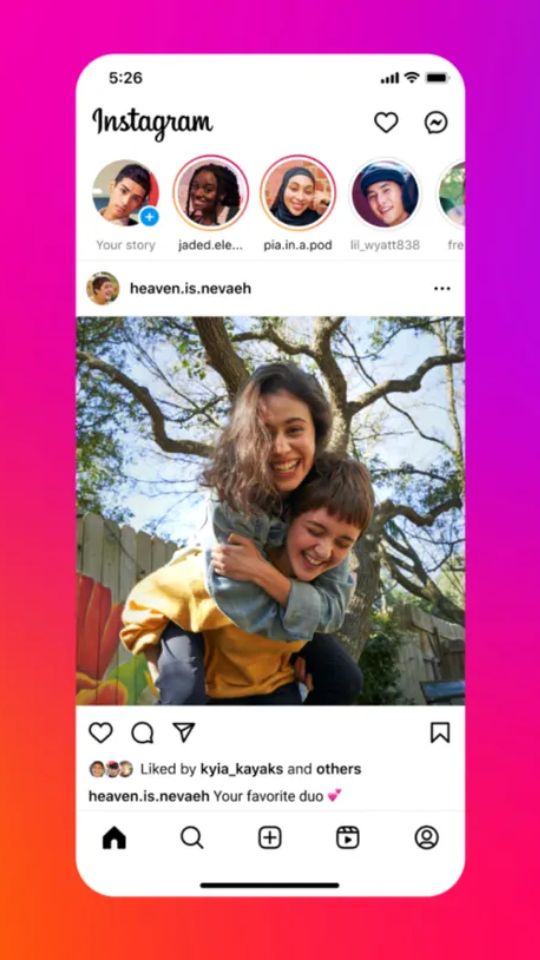 5:26
Instagram
Your story jaded.ele... pia.in.a.pod lil_wyatt838 fre
heaven.is.nevaeh
Liked by kyia_kayaks and others
heaven.is.nevaeh Your favorite duo 💞